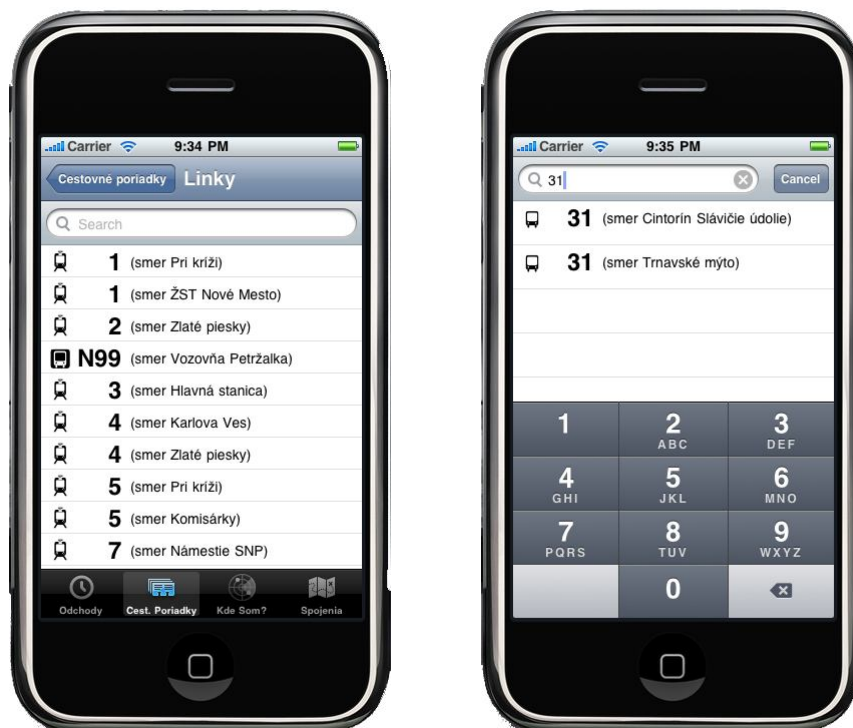 Carrier 9:34 PM
Cestovné poriadky Linky
Search
1 (smer Pri kríži)
1 (smer ŽST Nové Mesto)
2 (smer Zlaté piesky)
N99 (smer Vozovňa Petržalka)
3 (smer Hlavná stanica)
4 (smer Karlova Ves)
4 (smer Zlaté piesky)
5 (smer Pri kríži)
5 (smer Komisárky)
7 (smer Námestie SNP)
Odchody Cest. Poriadky Kde Som? Spojenia
Carrier 9:35 PM
31 Cancel
31 (smer Cintorín Slávičie údolie)
31 (smer Trnavské mýto)
1 2 3
ABC DEF
4 5 6
GHI JKL MNO
7 8 9
PQRS TUV WXYZ
0